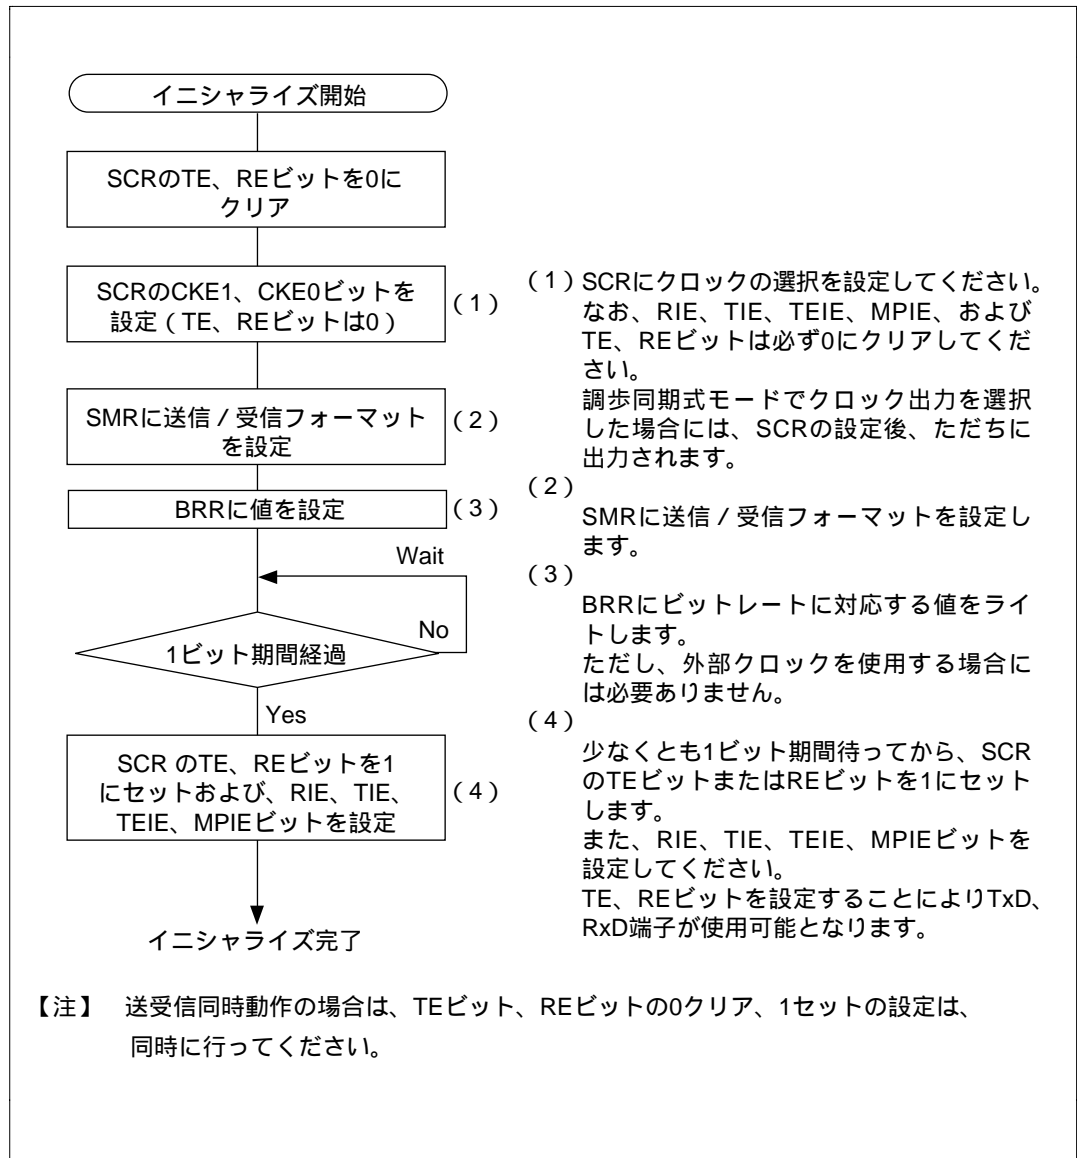 イニシャライズ開始
SCRのTE、REビットを0に
クリア
SCRのCKE1、CKE0ビットを
設定（TE、REビットは0）
（1）
SMRに送信／受信フォーマット
を設定
（2）
BRRに値を設定
（3）
Wait
1ビット期間経過
No
Yes
SCR のTE、REビットを1
にセットおよび、RIE、TIE、
TEIE、MPIEビットを設定
（4）
イニシャライズ完了
（1）SCRにクロックの選択を設定してください。
なお、RIE、TIE、TEIE、MPIE、および
TE、REビットは必ず0にクリアしてくだ
さい。
調歩同期式モードでクロック出力を選択
した場合には、SCRの設定後、ただちに
出力されます。
（2）
SMRに送信／受信フォーマットを設定し
ます。
（3）
BRRにビットレートに対応する値をライ
トします。
ただし、外部クロックを使用する場合に
は必要ありません。
（4）
少なくとも1ビット期間待ってから、SCR
のTEビットまたはREビットを1にセット
します。
また、RIE、TIE、TEIE、MPIEビットを
設定してください。
TE、REビットを設定することによりTxD、
RxD端子が使用可能となります。
【注】 送受信同時動作の場合は、TEビット、REビットの0クリア、1セットの設定は、
同時に行ってください。